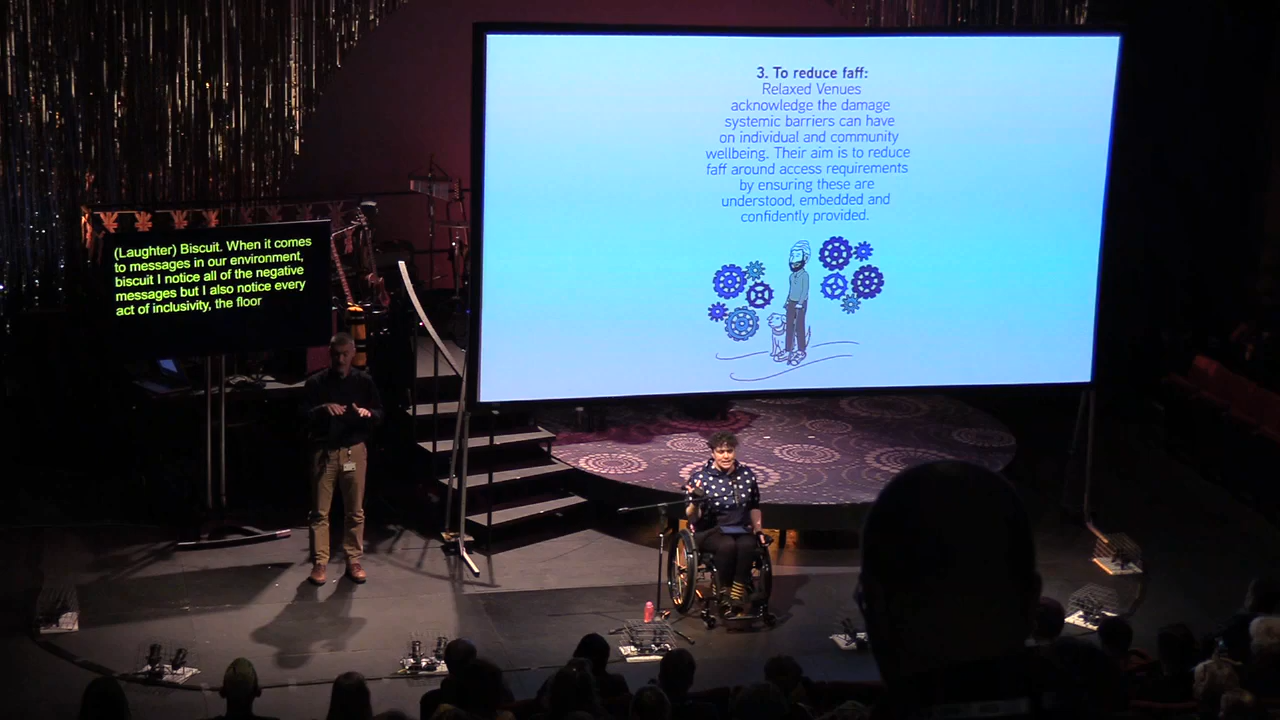 3. To reduce faff:
Relaxed Venues
acknowledge the damage
systemic barriers can have
on individual and community
wellbeing. Their aim is to reduce
faff around access requirements
by ensuring these are
understood, embedded and
confidently provided.
(Laughter) Biscuit. When it comes
to messages in our environment,
biscuit I notice all of the negative
messages but I also notice every
act of inclusivity, the floor